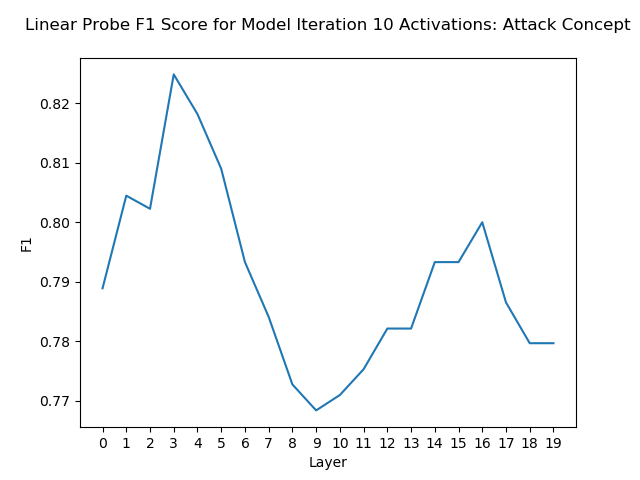 Linear Probe F1 Score for Model Iteration 10 Activations: Attack Concept
0.82
0.81
0.80
0.79
0.78
0.77
F1
0 1 2 3 4 5 6 7 8 9 10 11 12 13 14 15 16 17 18 19
Layer